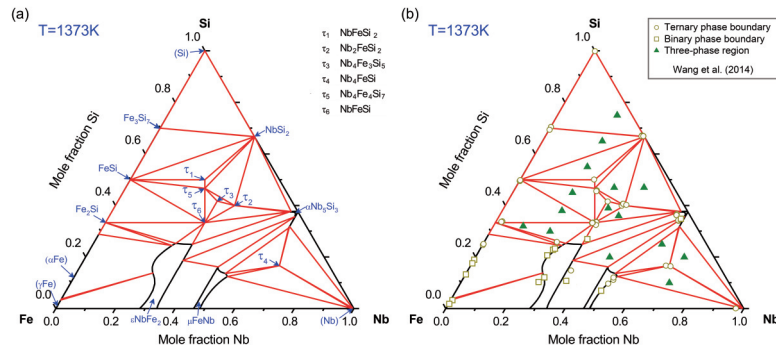 (a)
T=1373K
Si
1.0
(Si)
τ1 NbFeSi2
τ2 Nb2FeSi2
τ3 Nb4Fe3Si5
τ4 Nb4FeSi
τ5 Nb4Fe4Si7
τ6 NbFeSi
0.8
Fe3Si7
0.6
NbSi2
Mole fraction Si
FeSi
τ1
τ5
τ3
τ2
0.4
Fe2Si
τ6
αNb5Si3
0.2
(αFe)
τ4
(γFe)
0.0
Fe
0.0
0.2
εNbFe2
0.4
μFeNb
0.6
0.8
(Nb)
1.0
Nb
Mole fraction Nb
(b)
T=1373K
Si
1.0
Ternary phase boundary
Binary phase boundary
Three-phase region
Wang et al. (2014)
0.8
0.6
Mole fraction Si
0.4
0.2
0.0
Fe
0.0
0.2
0.4
0.6
0.8
1.0
Nb
Mole fraction Nb